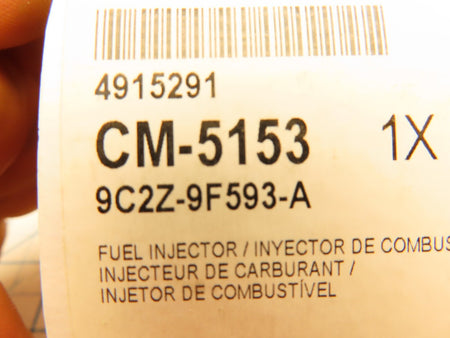 4915291
CM-5153 1X
9C2Z-9F593-A
FUEL INJECTOR / INYECTOR DE COMBUS
INJECTEUR DE CARBURANT /
INJETOR DE COMBUSTÍVEL